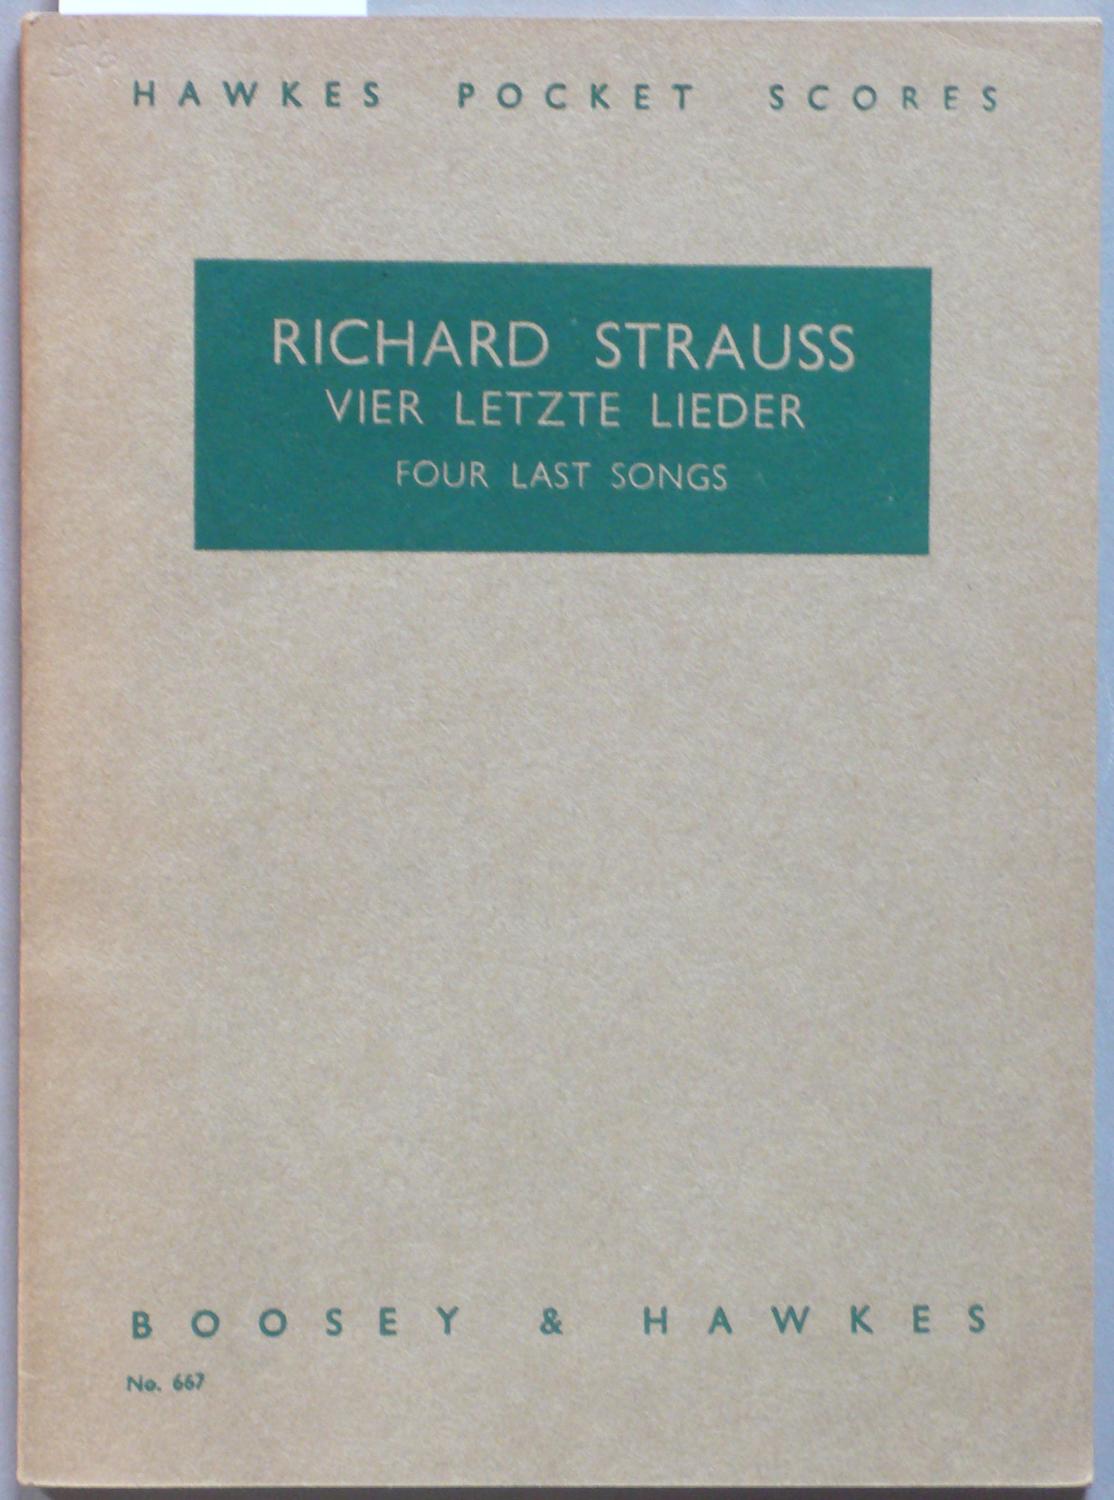 HAWKES POCKET SCORES
RICHARD STRAUSS
VIER LETZTE LIEDER
FOUR LAST SONGS
BOOSEY & HAWKES
No. 667